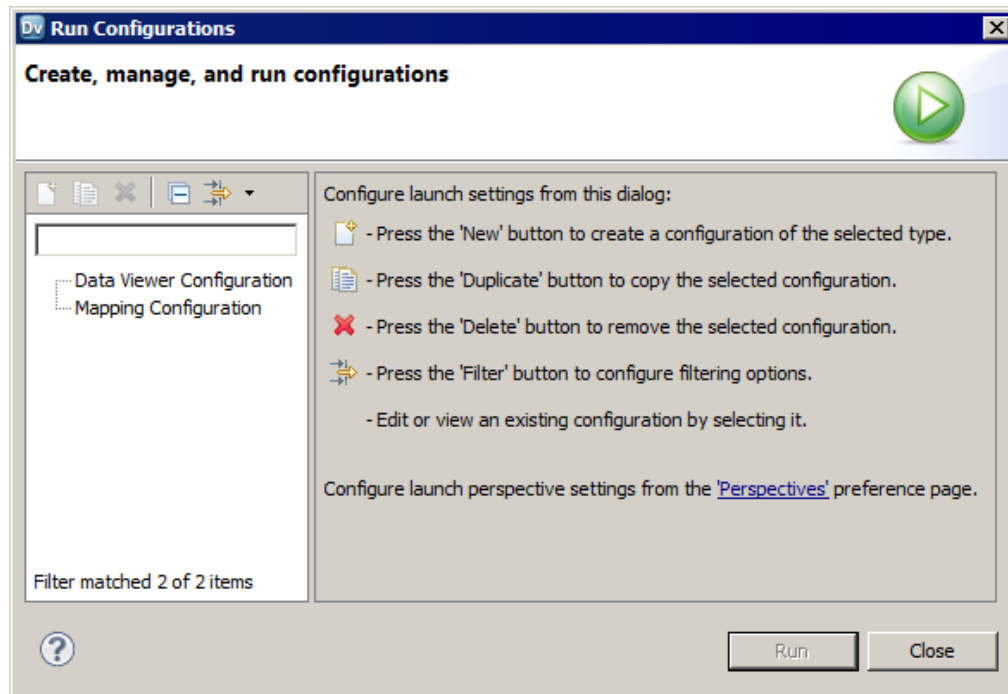 Dv Run Configurations
Create, manage, and run configurations
Configure launch settings from this dialog:
- Press the 'New' button to create a configuration of the selected type.
Data Viewer Configuration
- Press the 'Duplicate' button to copy the selected configuration.
Mapping Configuration
- Press the 'Delete' button to remove the selected configuration.
- Press the 'Filter' button to configure filtering options.
- Edit or view an existing configuration by selecting it.
Configure launch perspective settings from the 'Perspectives' preference page.
Filter matched 2 of 2 items
?
Run
Close